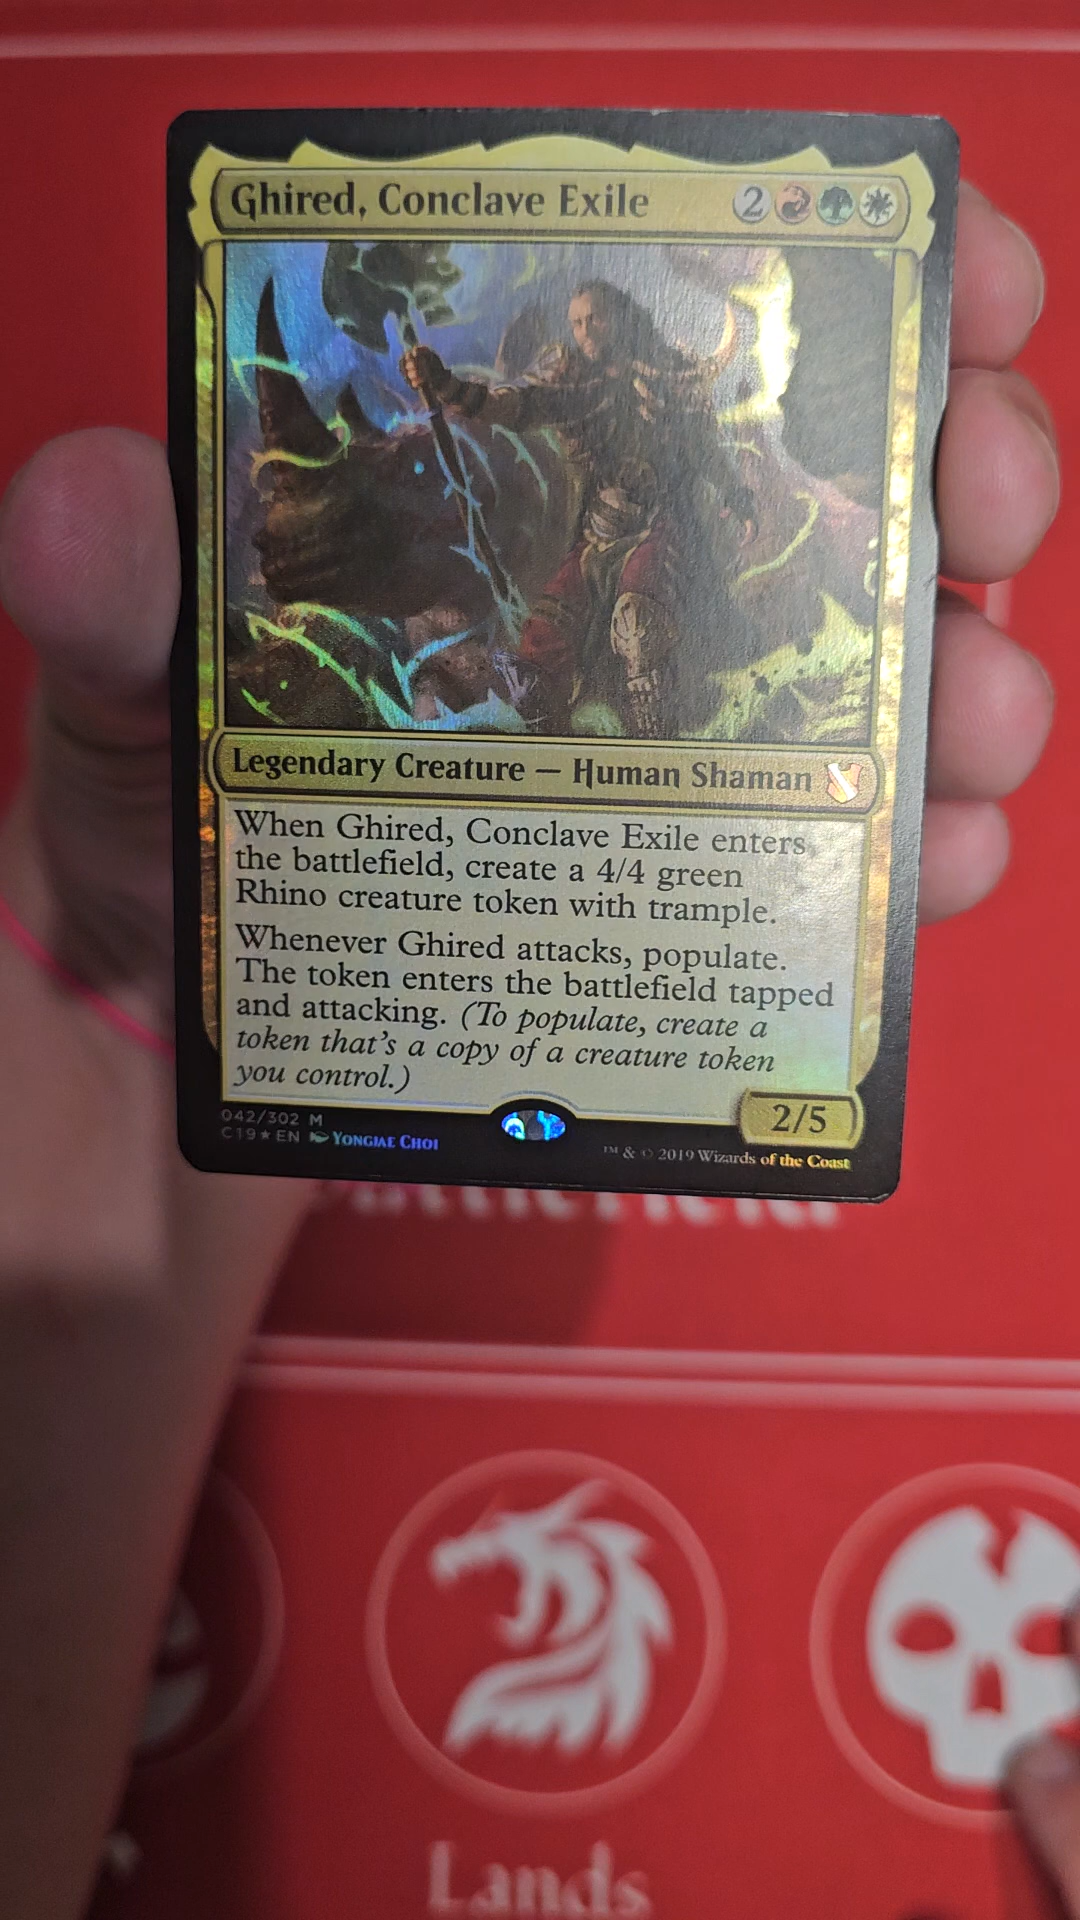 Ghired, Conclave Exile 2
Legendary Creature — Human Shaman
When Ghired, Conclave Exile enters
the battlefield, create a 4/4 green
Rhino creature token with trample.
Whenever Ghired attacks, populate.
The token enters the battlefield tapped
and attacking. (To populate, create a
token that's a copy of a creature token
you control.)
2/5
042/302 M
C19★EN YONGJAE CHOI
™ & © 2019 Wizards of the Coast
Battlefield
Lands